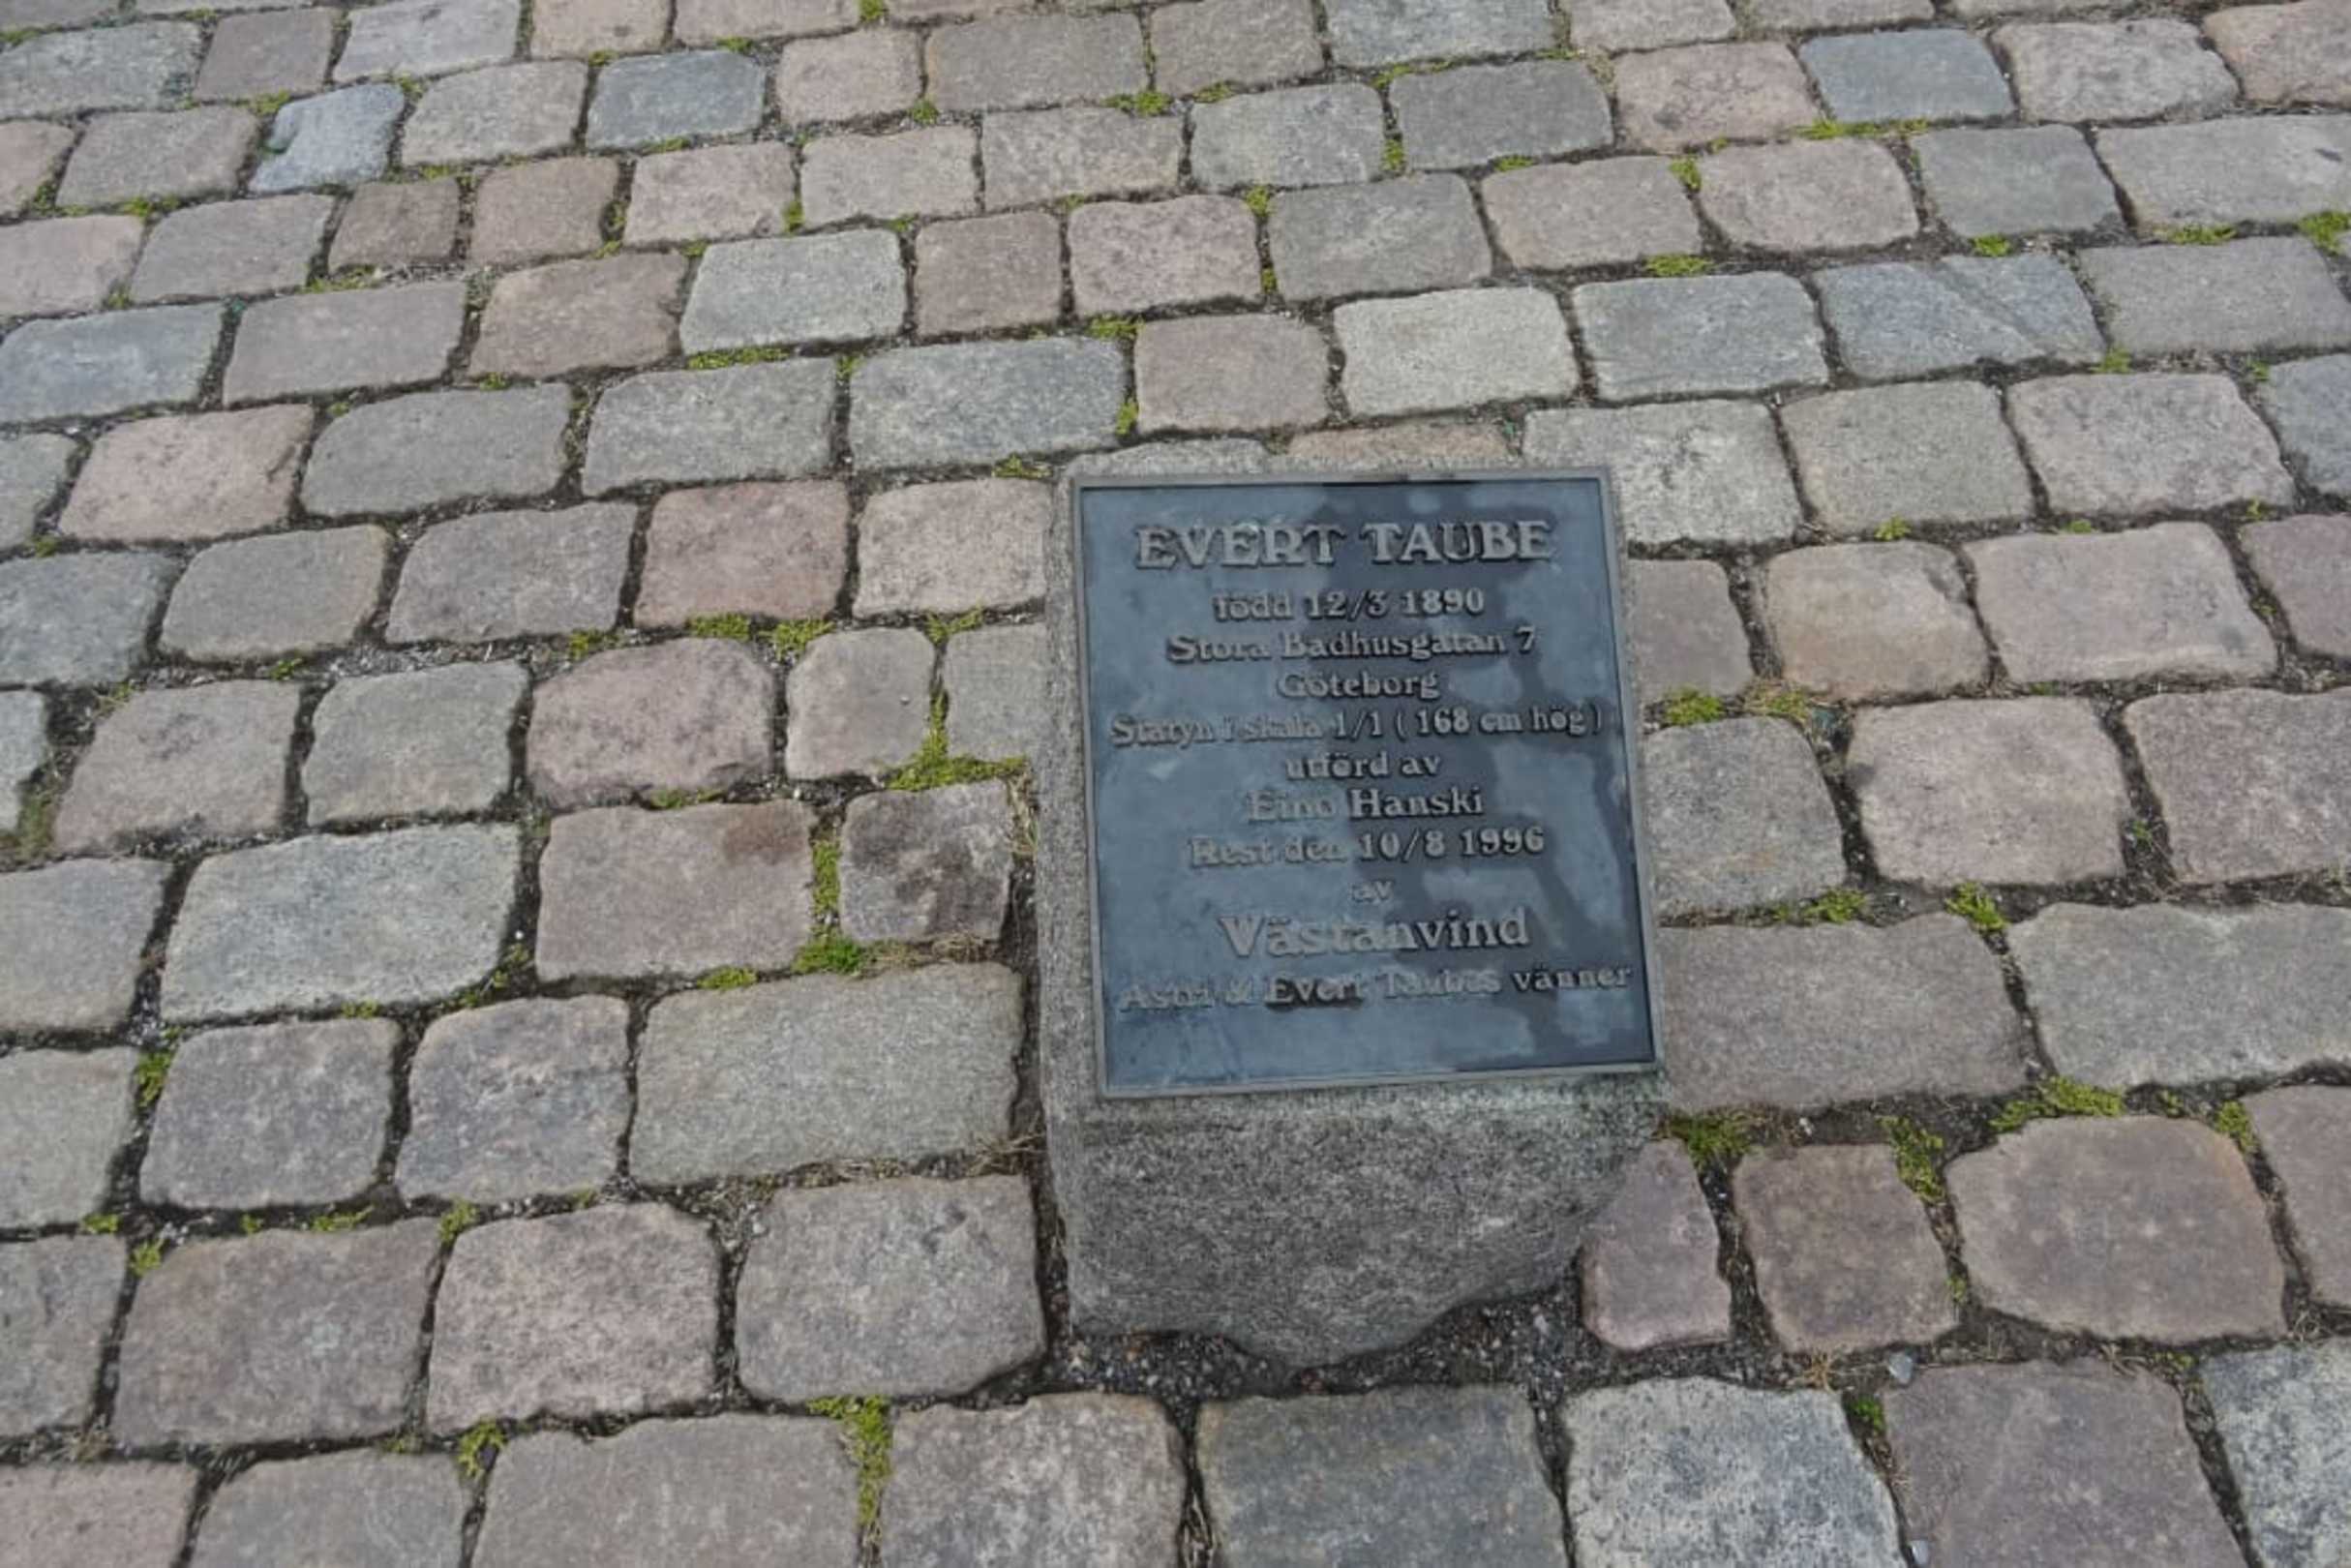 EVERT TAUBE
född 12/3 1890
Stora Badhusgatan 7
Göteborg
Statyn i skala 1/1 ( 168 cm hög )
utförd av
Eino Hanski
Rest den 10/8 1996
av
Västanvind
Astri & Evert Taubes vänner